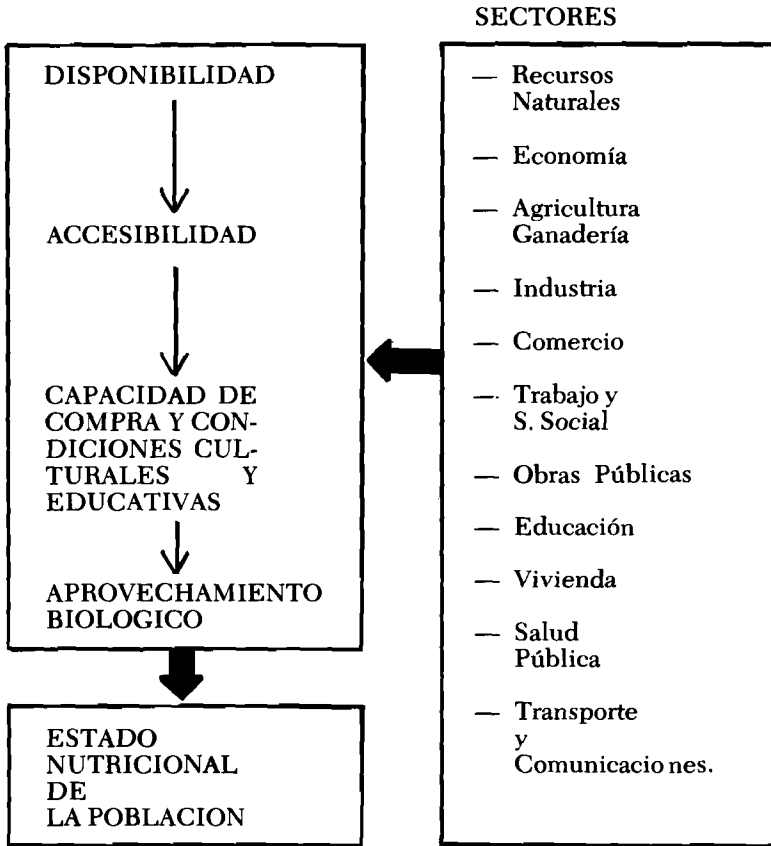 SECTORES
DISPONIBILIDAD
ACCESIBILIDAD
CAPACIDAD DE
COMPRA Y CON-
DICIONES CUL-
TURALES Y
EDUCATIVAS
APROVECHAMIENTO
BIOLOGICO
ESTADO
NUTRICIONAL
DE
LA POBLACION
— Recursos
Naturales
— Economía
— Agricultura
Ganadería
— Industria
— Comercio
— Trabajo y
S. Social
— Obras Públicas
— Educación
— Vivienda
— Salud
Pública
— Transporte
y
Comunicacio nes.